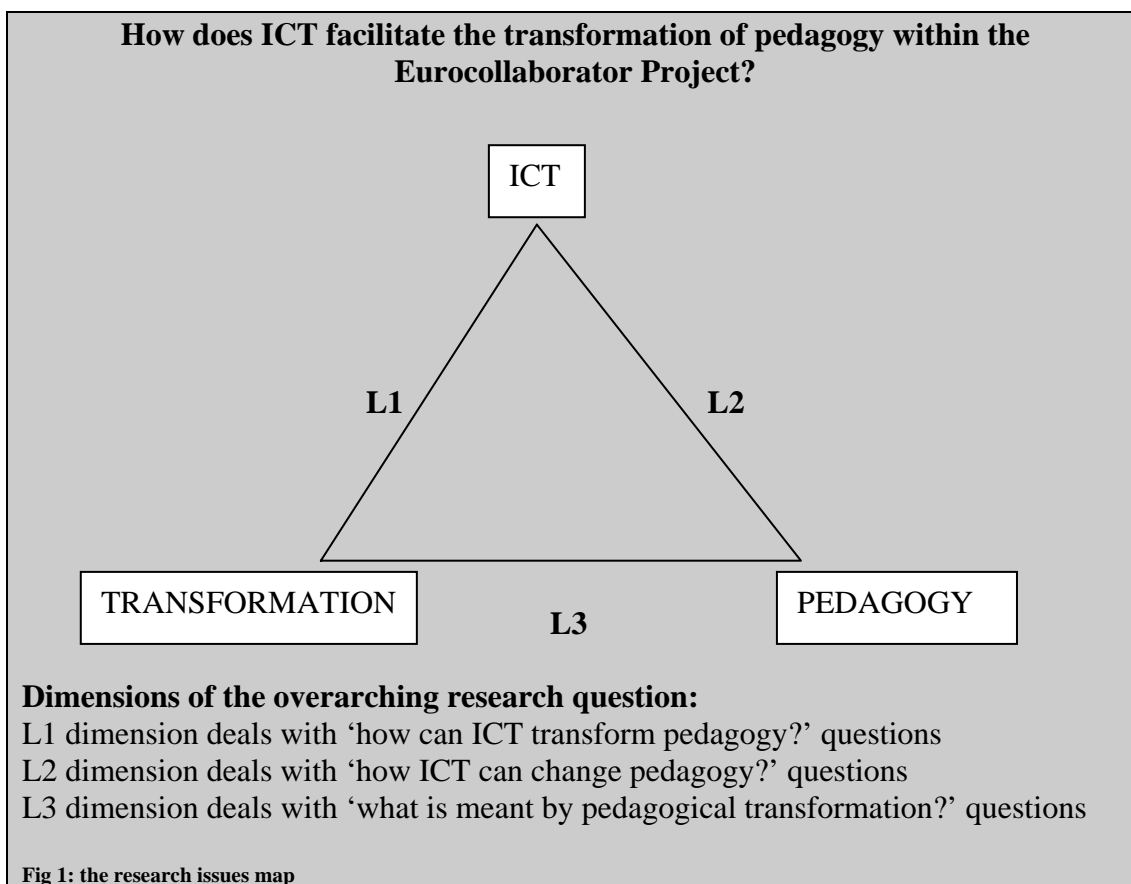 How does ICT facilitate the transformation of pedagogy within the
Eurocollaborator Project?
ICT
L1
L2
TRANSFORMATION
PEDAGOGY
L3
Dimensions of the overarching research question:
L1 dimension deals with ‘how can ICT transform pedagogy?’ questions
L2 dimension deals with ‘how ICT can change pedagogy?’ questions
L3 dimension deals with ‘what is meant by pedagogical transformation?’ questions
Fig 1: the research issues map